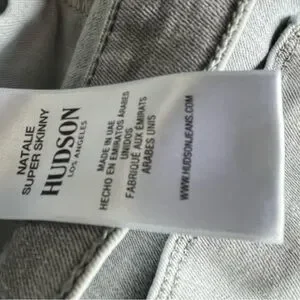 NATALIE
SUPER SKINNY
HUDSON
LOS ANGELES
MADE IN UAE
HECHO EN EMIRATOS ARABES
UNIDOS
FABRIQUÉ AUX ÉMIRATS
ARABES UNIS
WWW.HUDSONJEANS.COM